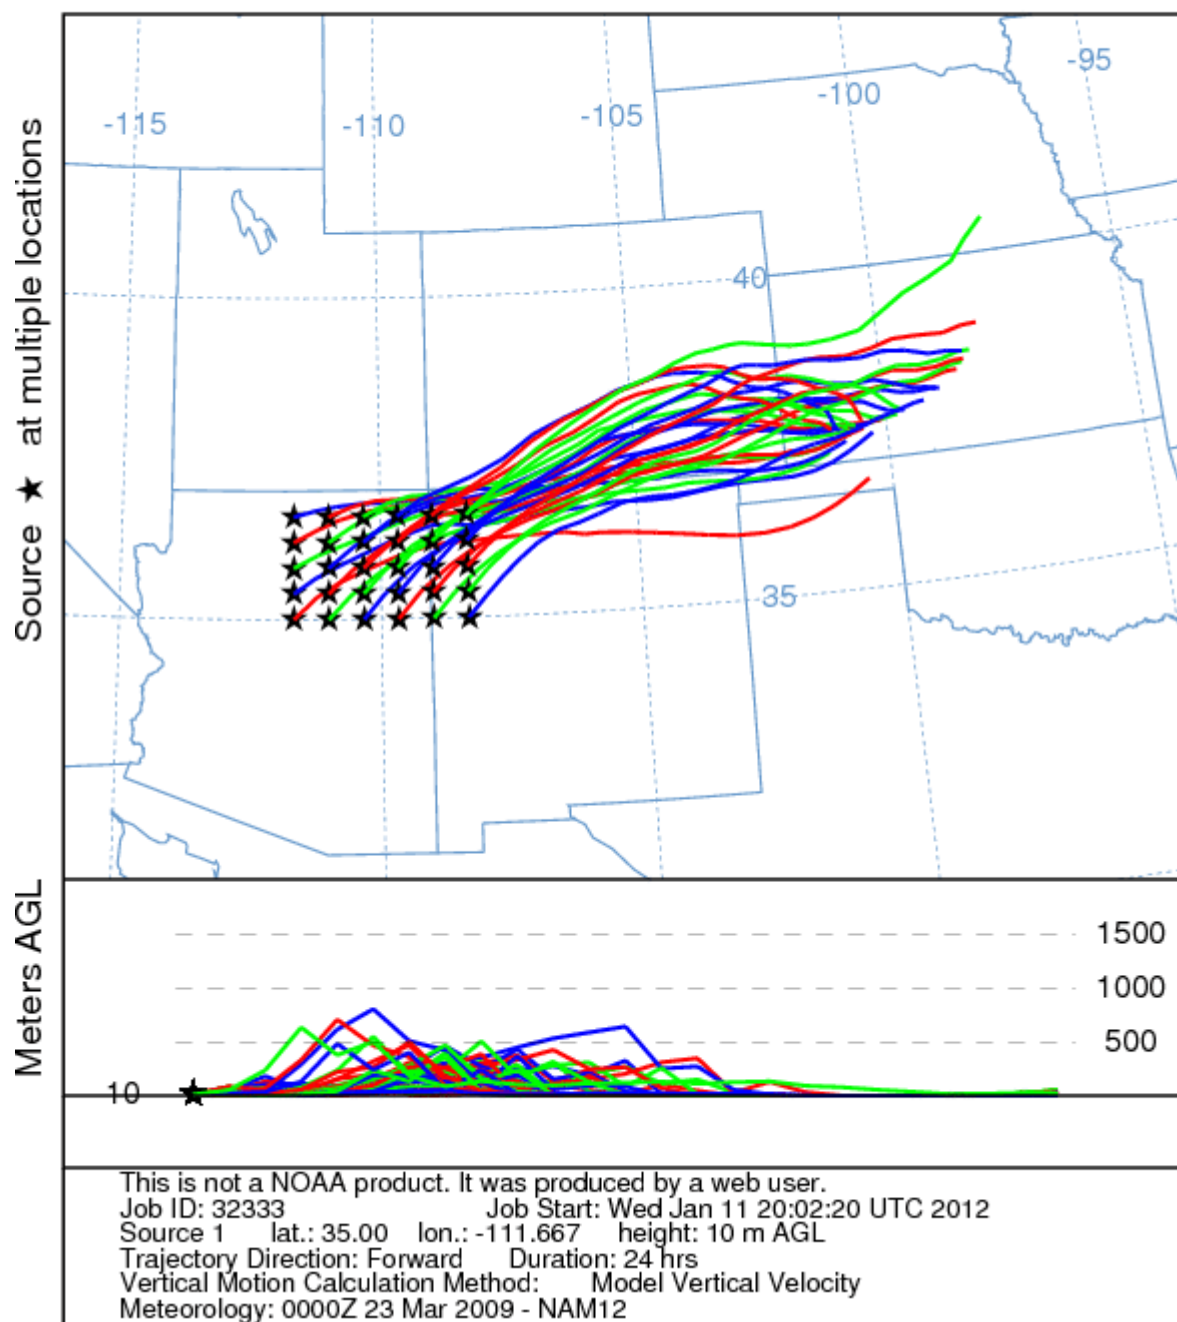 -115
-110
-105
-100
-95
40
35
Source ★ at multiple locations
Meters AGL
1500
1000
500
10
This is not a NOAA product. It was produced by a web user.
Job ID: 32333 Job Start: Wed Jan 11 20:02:20 UTC 2012
Source 1 lat.: 35.00 lon.: -111.667 height: 10 m AGL
Trajectory Direction: Forward Duration: 24 hrs
Vertical Motion Calculation Method: Model Vertical Velocity
Meteorology: 0000Z 23 Mar 2009 - NAM12